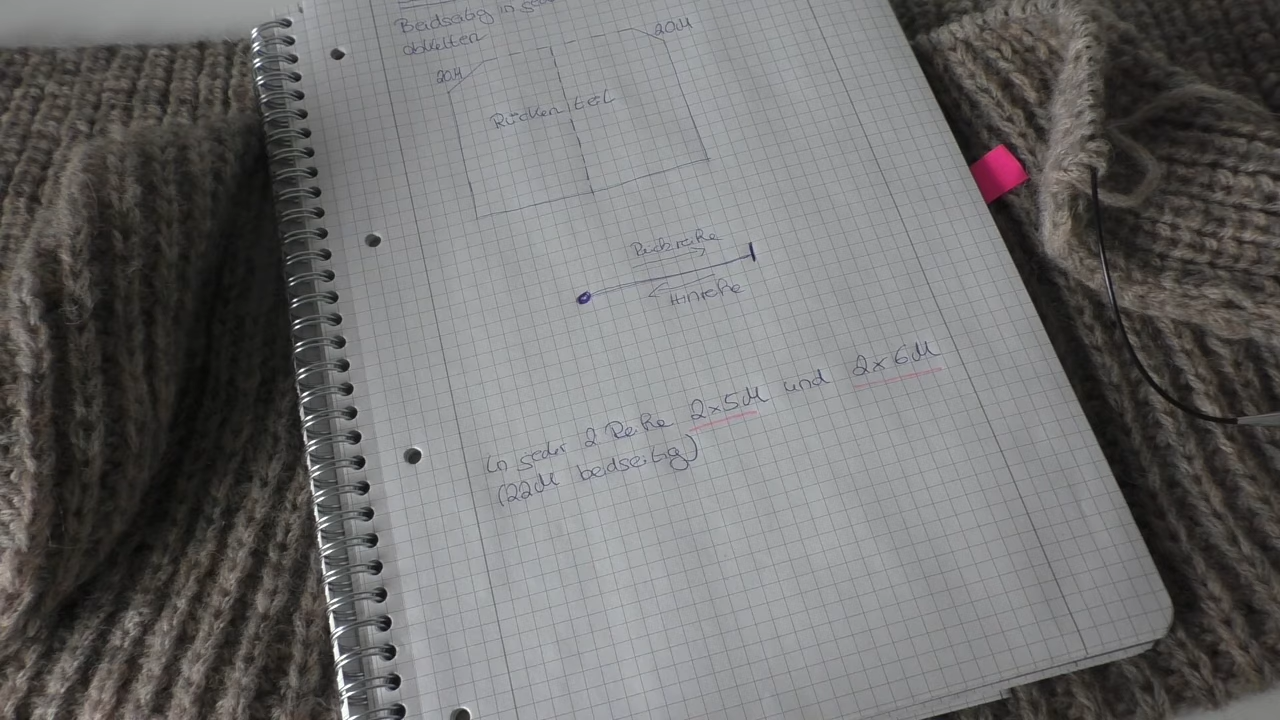 Beidseitig in
abketten
20M
20M
Rückenteil
Rückreihe
Hinreihe
In jeder 2 Reihe 2x5M und 2x6M
(22M beidseitig)